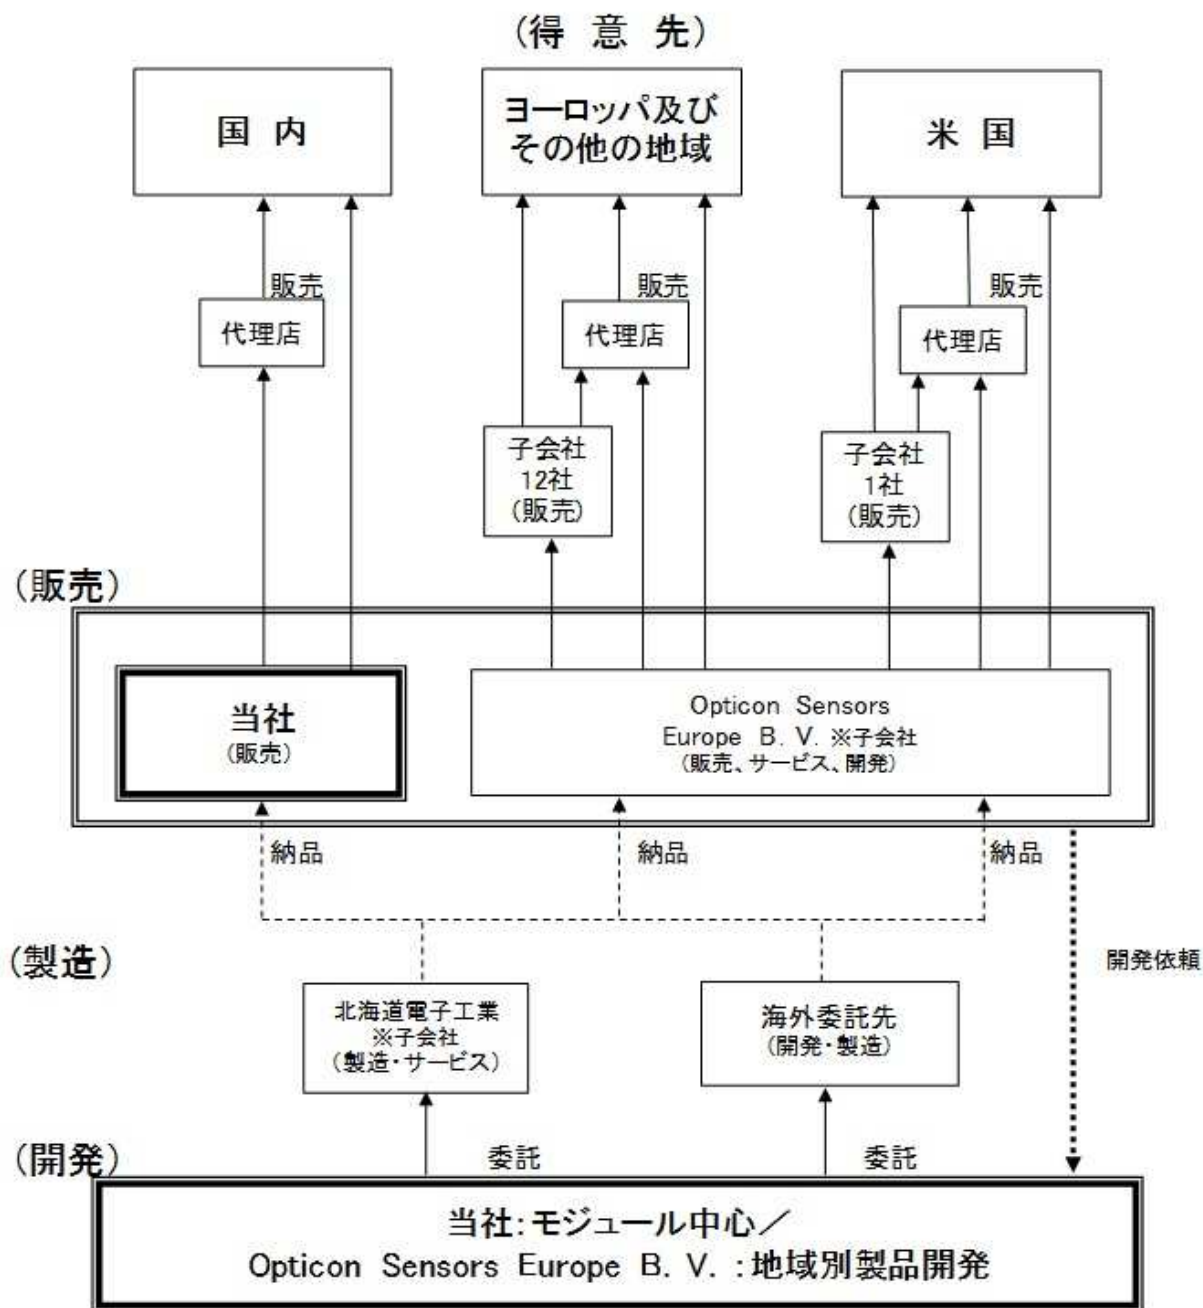 (得 意 先)
国 内
ヨーロッパ及び
その他の地域
米 国
販売
販売
販売
代理店
代理店
代理店
子会社
12社
(販売)
子会社
1社
(販売)
(販売)
当社
(販売)
Opticon Sensors
Europe B. V. ※子会社
(販売、サービス、開発)
納品
納品
納品
(製造)
開発依頼
北海道電子工業
※子会社
(製造・サービス)
海外委託先
(開発・製造)
(開発)
委託
委託
当社:モジュール中心/
Opticon Sensors Europe B. V. :地域別製品開発